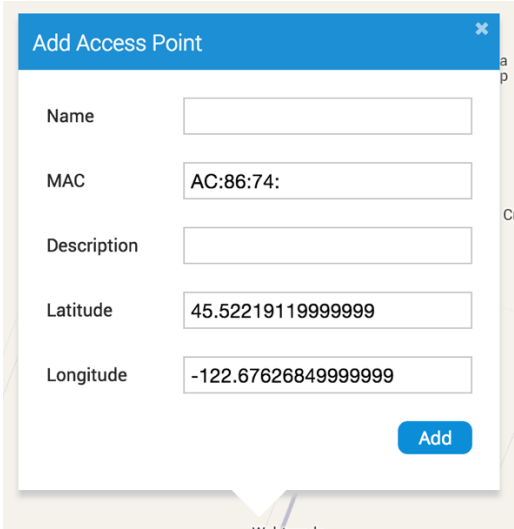 Add Access Point
Name
MAC
AC:86:74:
Description
Latitude
45.52219119999999
Longitude
-122.67626849999999
Add